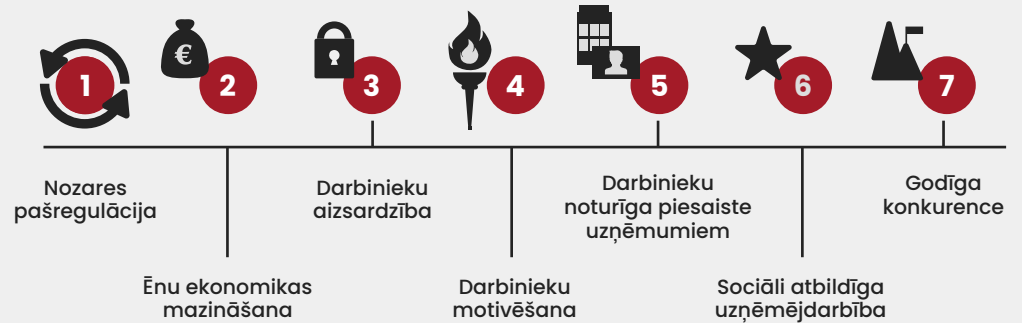 1
2
3
4
5
6
7
€
Nozares
pašregulācija
Ēnu ekonomikas
mazināšana
Darbinieku
aizsardzība
Darbinieku
motivēšana
Darbinieku
noturīga piesaiste
uzņēmumiem
Sociāli atbildīga
uzņēmējdarbība
Godīga
konkurence